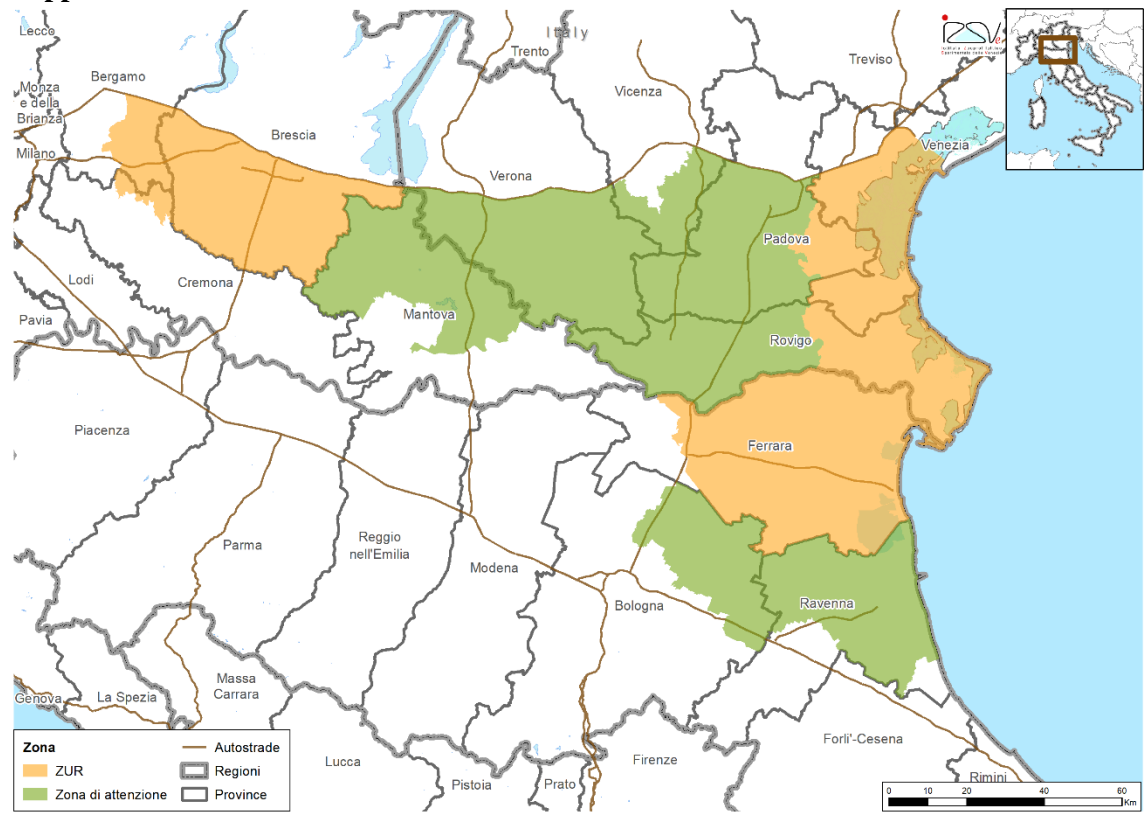 Lecco
Italy
Trento
Treviso
Bergamo
Vicenza
Monza
e della
Brianza
Brescia
Venezia
Milano
Verona
Padova
Lodi
Cremona
Mantova
Pavia
Rovigo
Piacenza
Ferrara
Parma
Reggio
nell'Emilia
Modena
Bologna
Ravenna
Massa
Carrara
Genova
La Spezia
Forli'-Cesena
Lucca
Firenze
Pistoia
Prato
Rimini
Zona
ZUR
Zona di attenzione
Autostrade
Regioni
Province
0 10 20 40 60
Km